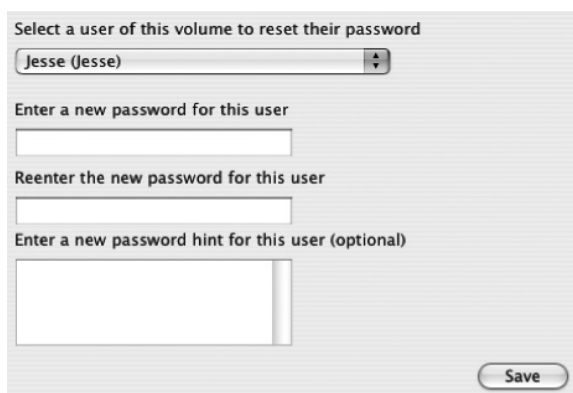 Select a user of this volume to reset their password
Jesse (Jesse)
Enter a new password for this user
Reenter the new password for this user
Enter a new password hint for this user (optional)
Save